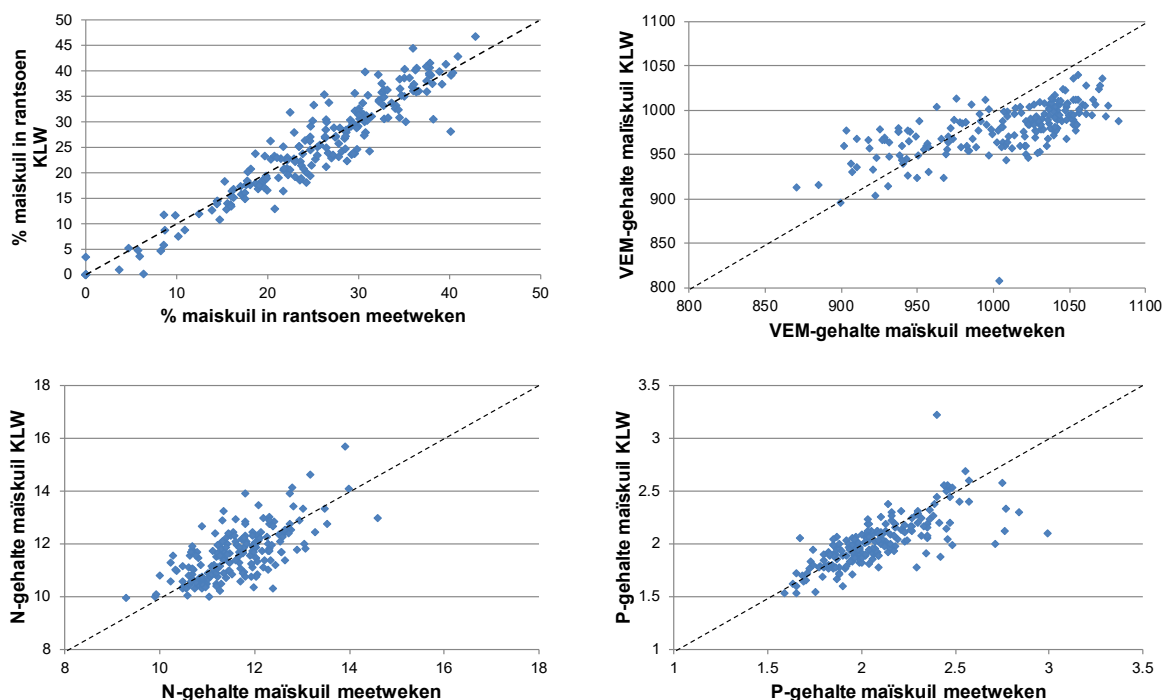 % maiskuil in rantsoen
KLW
50
45
40
35
30
25
20
15
10
5
0
0 10 20 30 40 50
% maiskuil in rantsoen meetweken
VEM-gehalte malïskuil KLW
1100
1050
1000
950
900
850
800
800 850 900 950 1000 1050 1100
VEM-gehalte maïskuil meetweken
N-gehalte maïskuil KLW
18
16
14
12
10
8
8 10 12 14 16 18
N-gehalte maïskuil meetweken
P-gehalte maïskuil KLW
3.5
3
2.5
2
1.5
1
1 1.5 2 2.5 3 3.5
P-gehalte maïskuil meetweken